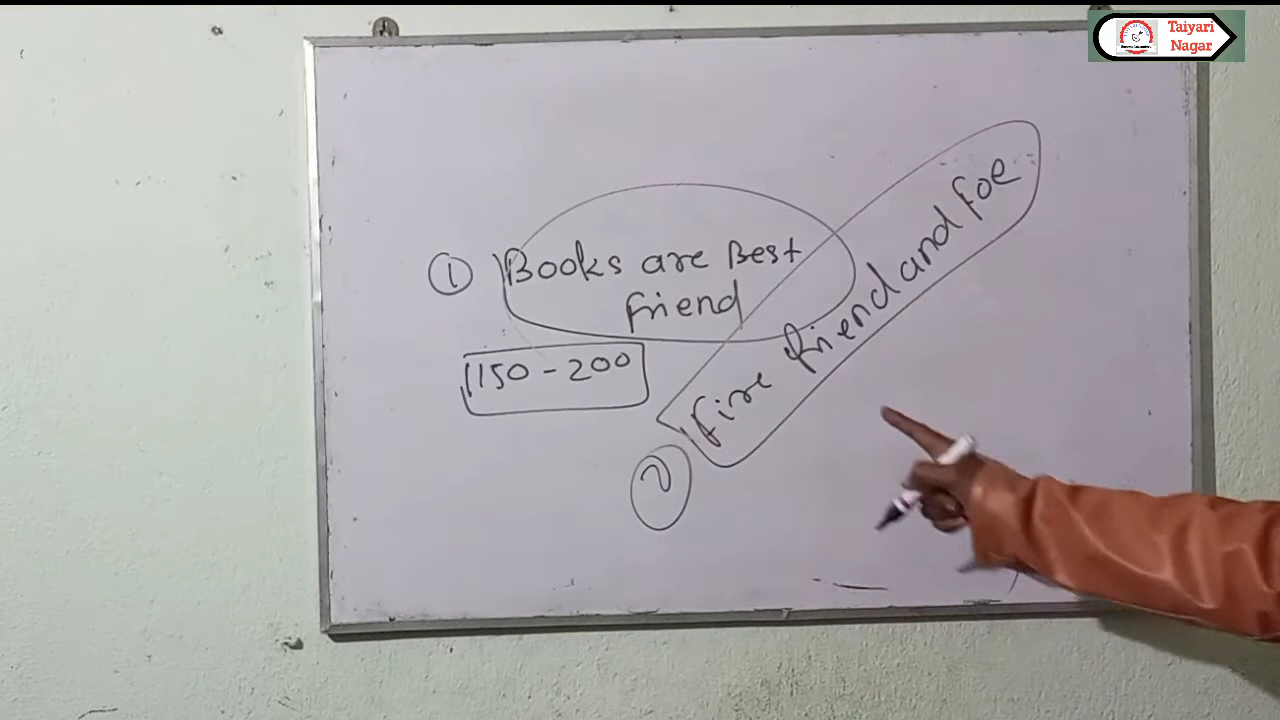 Taiyari
Nagar
1 Books are Best
friend
150-200
2 Fire friend and foe